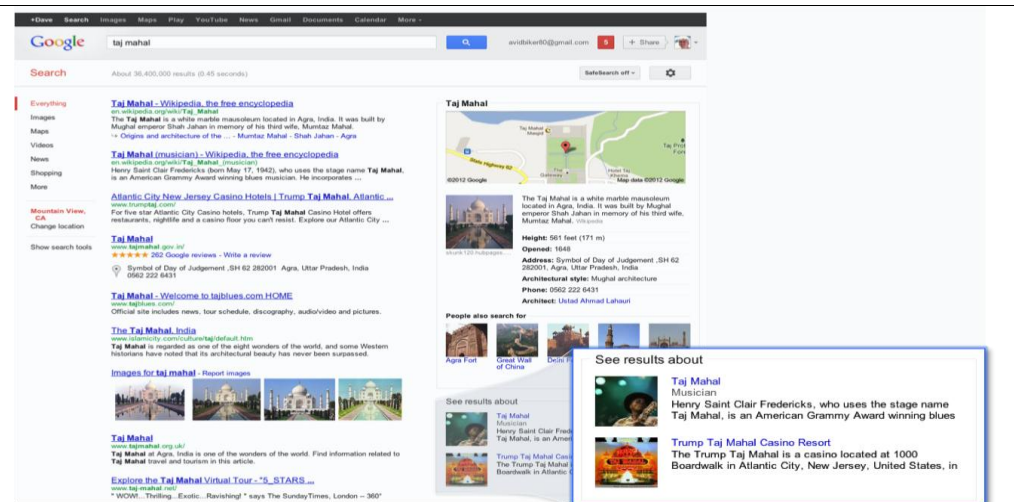 +Dave Search Images Maps Play YouTube News Gmail Documents Calendar More -
Google
taj mahal
avidbiker80@gmail.com 5 + Share
Search
About 36,400,000 results (0.45 seconds)
SafeSearch off
Everything
Images
Maps
Videos
News
Shopping
More
Mountain View,
CA
Change location
Show search tools
Taj Mahal - Wikipedia, the free encyclopedia
en.wikipedia.org/wiki/Taj_Mahal
The Taj Mahal is a white marble mausoleum located in Agra, India. It was built by
Mughal emperor Shah Jahan in memory of his third wife, Mumtaz Mahal.
Origins and architecture of the ... - Mumtaz Mahal - Shah Jahan - Agra
Taj Mahal (musician) - Wikipedia, the free encyclopedia
en.wikipedia.org/wiki/Taj_Mahal_(musician)
Henry Saint Clair Fredericks (born May 17, 1942), who uses the stage name Taj Mahal,
is an American Grammy Award winning blues musician. He incorporates ...
Atlantic City New Jersey Casino Hotels | Trump Taj Mahal, Atlantic ...
www.trumptaj.com/
For five star Atlantic City Casino hotels, Trump Taj Mahal Casino Hotel offers
restaurants, nightlife and a casino floor you can't resist. Explore our Atlantic City ...
Taj Mahal
www.tajmahal.gov.in/
262 Google reviews - Write a review
Symbol of Day of Judgement ,SH 62 282001 Agra, Uttar Pradesh, India
0562 222 6431
Taj Mahal - Welcome to tajblues.com HOME
www.tajblues.com/
Official site includes news, tour schedule, discography, audio/video and pictures.
The Taj Mahal, India
www.islamicity.com/culture/taj/default.htm
Taj Mahal is regarded as one of the eight wonders of the world, and some Western
historians have noted that its architectural beauty has never been surpassed.
Images for taj mahal - Report images
Taj Mahal
www.tajmahal.org.uk/
Taj Mahal at Agra, India is one of the wonders of the world. Find information related to
Taj Mahal travel and tourism in this article.
Explore the Taj Mahal Virtual Tour - "5_STARS ...
www.taj-mahal.net/
" WOW!...Thrilling...Exotic...Ravishing! " says The SundayTimes, London -- 360°
Taj Mahal
Taj Mahal
Masjid
Taj Prot
Fore
State Highway 62
The
Gateway
Hotel Taj
©2012 Google
Map data ©2012 Google
The Taj Mahal is a white marble mausoleum
located in Agra, India. It was built by Mughal
emperor Shah Jahan in memory of his third wife,
Mumtaz Mahal. Wikipedia
Height: 561 feet (171 m)
Opened: 1648
Address: Symbol of Day of Judgement ,SH 62
282001, Agra, Uttar Pradesh, India
Architectural style: Mughal architecture
Phone: 0562 222 6431
Architect: Ustad Ahmad Lahauri
People also search for
Agra Fort
Great Wall
of China
Delhi F
See results about
Taj Mahal
Musician
Henry Saint Clair Fred
Taj Mahal, is an Ameri
Trump Taj Mahal Casi
The Trump Taj Mahal
Boardwalk in Atlantic C
See results about
Taj Mahal
Musician
Henry Saint Clair Fredericks, who uses the stage name
Taj Mahal, is an American Grammy Award winning blues
Trump Taj Mahal Casino Resort
The Trump Taj Mahal is a casino located at 1000
Boardwalk in Atlantic City, New Jersey, United States, in